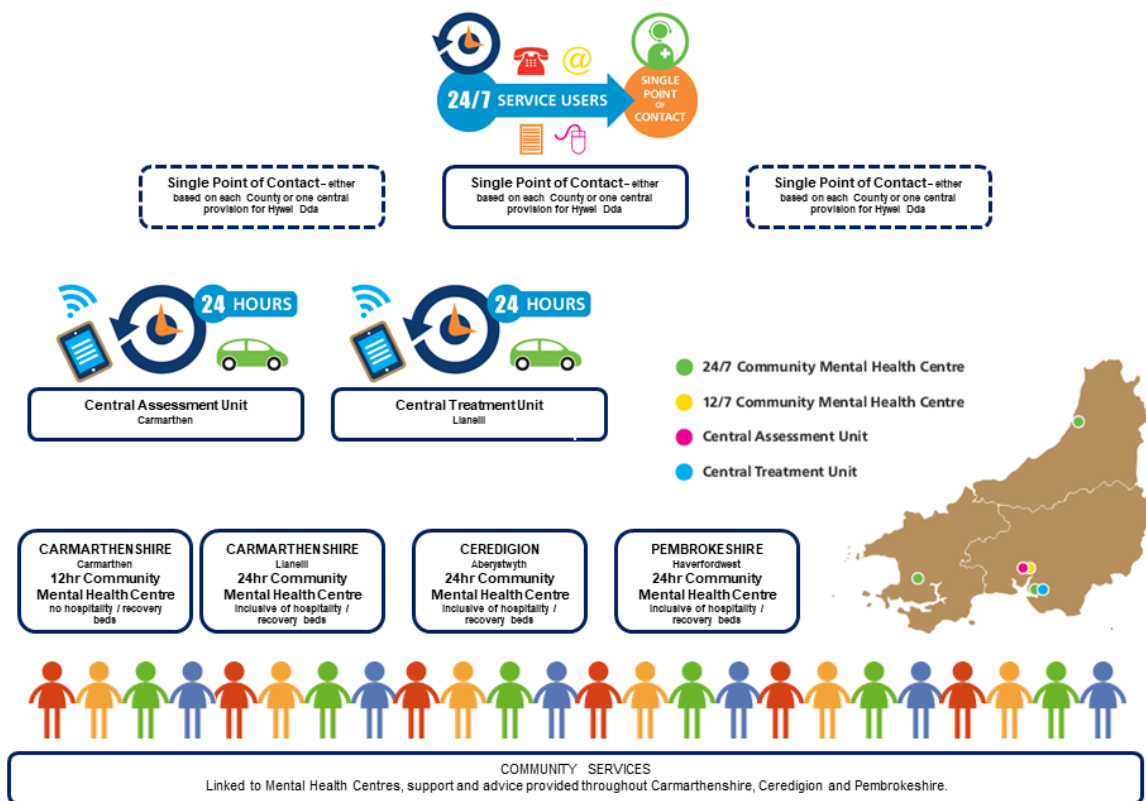 24/7 SERVICE USERS
@
SINGLE
POINT
OF
CONTACT
Single Point of Contact – either
based on each County or one central
provision for Hywel Dda
Single Point of Contact – either
based on each County or one central
provision for Hywel Dda
Single Point of Contact – either
based on each County or one central
provision for Hywel Dda
24 HOURS
24 HOURS
Central Assessment Unit
Carmarthen
Central Treatment Unit
Llanelli
24/7 Community Mental Health Centre
12/7 Community Mental Health Centre
Central Assessment Unit
Central Treatment Unit
CARMARTHENSHIRE
Carmarthen
12hr Community
Mental Health Centre
no hospitality / recovery
beds
CARMARTHENSHIRE
Llanelli
24hr Community
Mental Health Centre
inclusive of hospitality /
recovery beds
CEREDIGION
Aberystwyth
24hr Community
Mental Health Centre
inclusive of hospitality /
recovery beds
PEMBROKESHIRE
Haverfordwest
24hr Community
Mental Health Centre
inclusive of hospitality /
recovery beds
COMMUNITY SERVICES
Linked to Mental Health Centres, support and advice provided throughout Carmarthenshire, Ceredigion and Pembrokeshire.